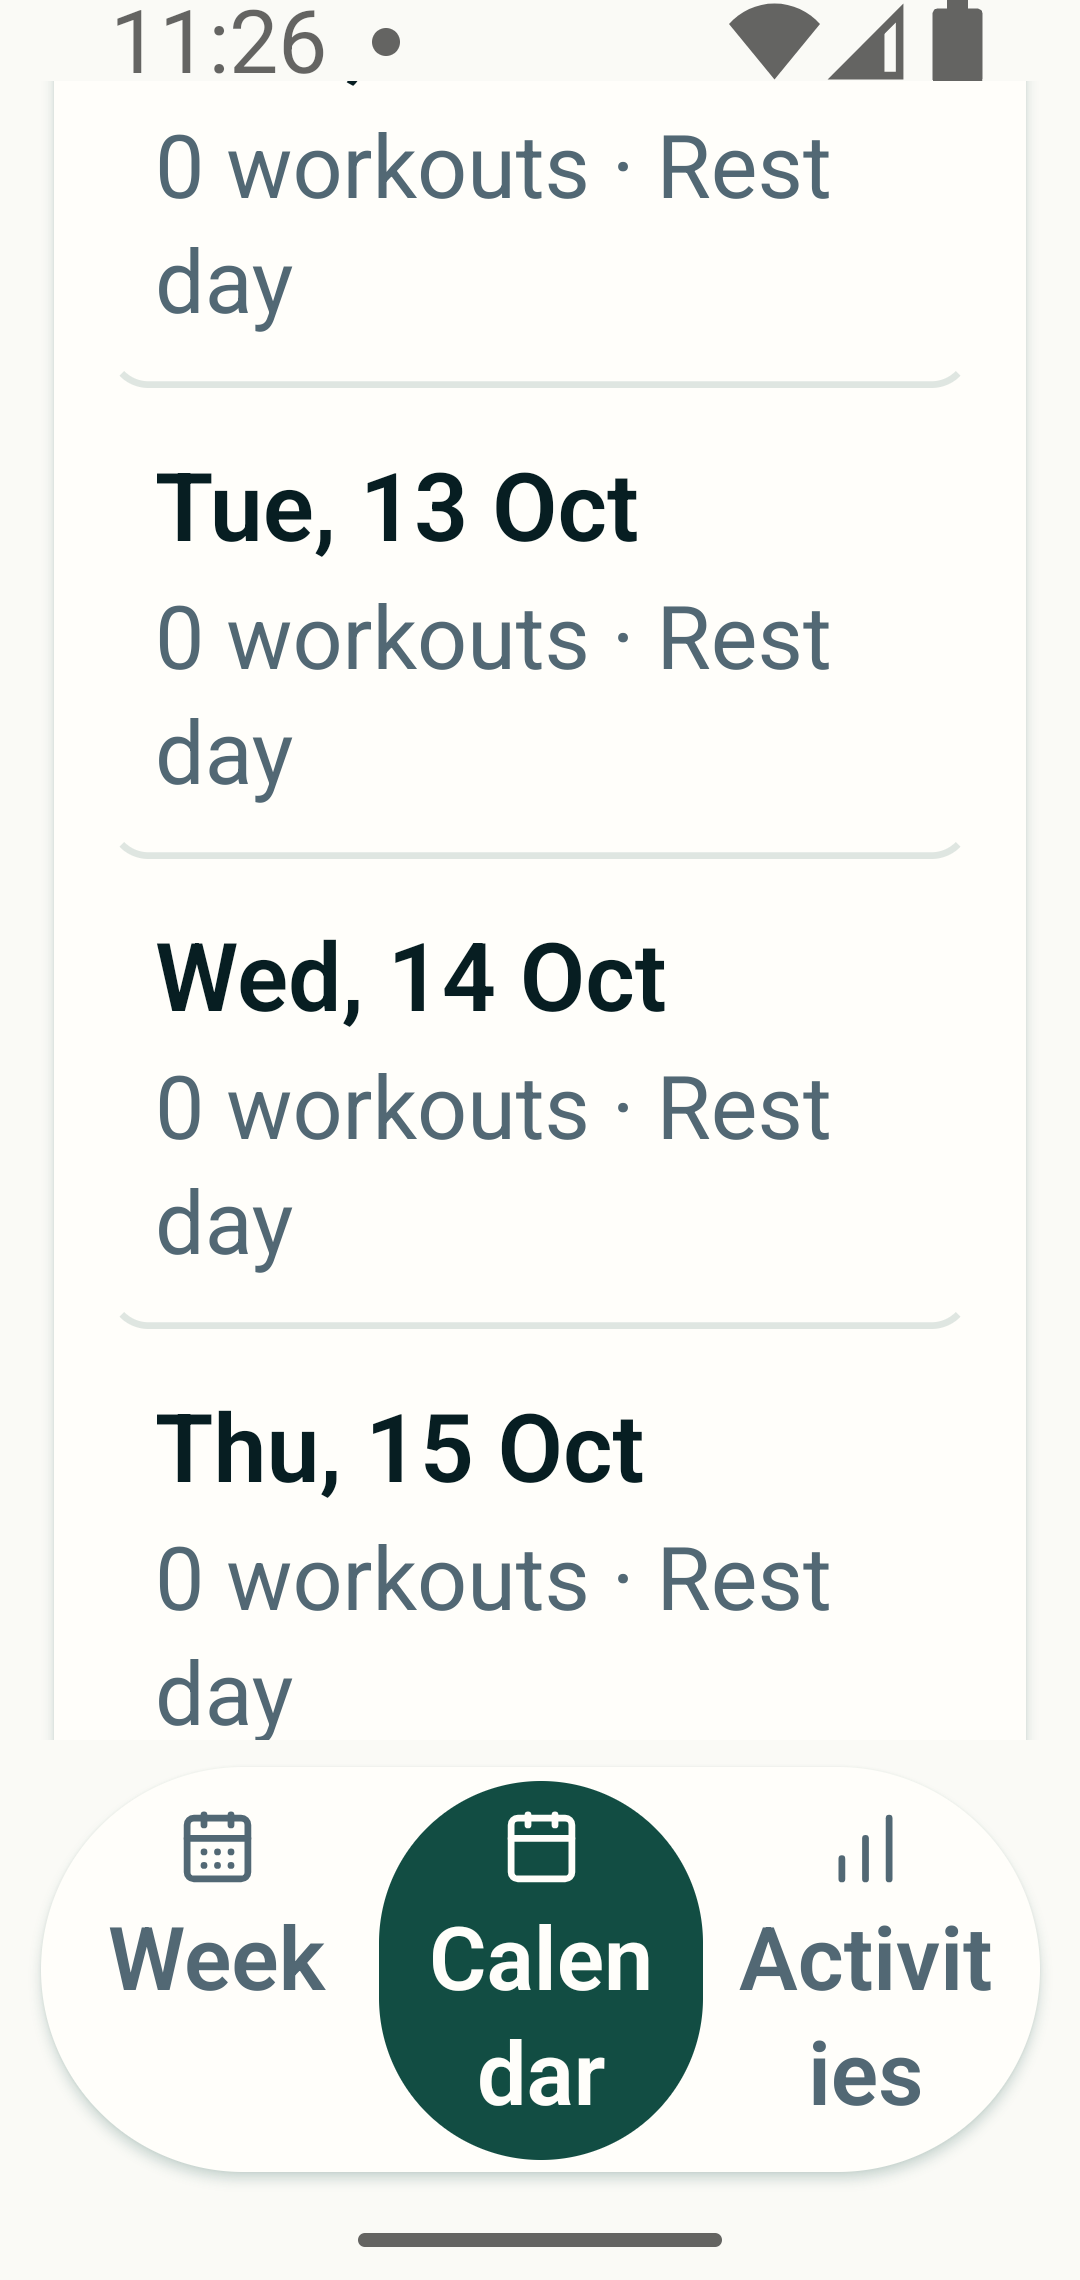 11:26
0 workouts · Rest
day
Tue, 13 Oct
0 workouts · Rest
day
Wed, 14 Oct
0 workouts · Rest
day
Thu, 15 Oct
0 workouts · Rest
day
Week
Calen
dar
Activit
ies